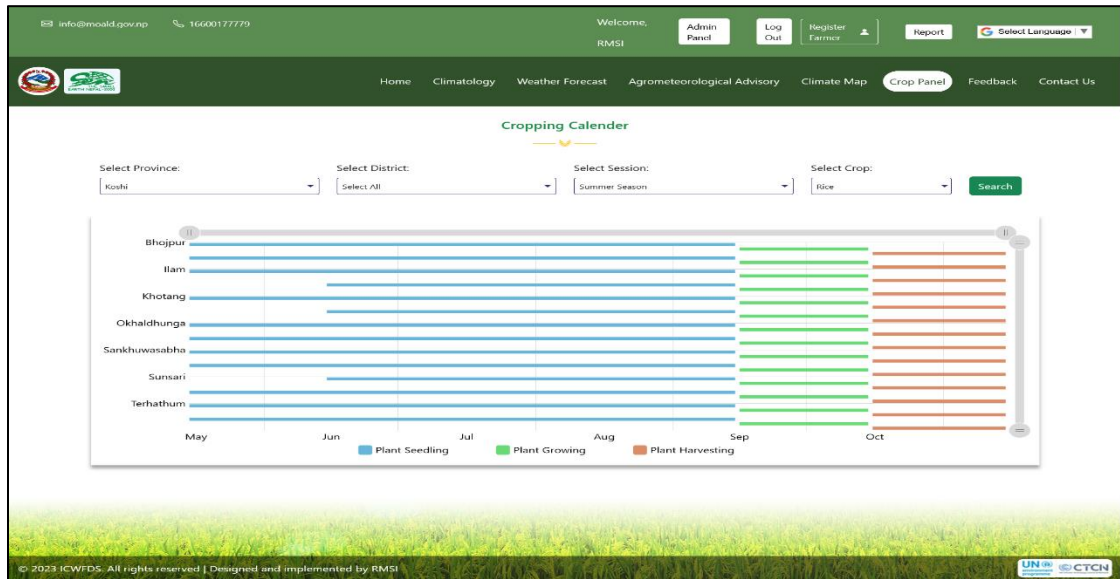 info@moald.gov.np
16600177779
Welcome,
RMSI
Admin
Panel
Log
Out
Register
Farmer
Report
G Select Language ▼
Home Climatology Weather Forecast Agrometeorological Advisory Climate Map Crop Panel Feedback Contact Us
Cropping Calender
Select Province:
Select District:
Select Session:
Select Crop:
Koshi
Select All
Summer Season
Rice
Search
Bhojpur
Ilam
Khotang
Okhaldhunga
Sankhuwasabha
Sunsari
Terhathum
May Jun Jul Aug Sep Oct
Plant Seedling Plant Growing Plant Harvesting
© 2023 ICWFDS. All rights reserved | Designed and implemented by RMSI
UN
CTCN